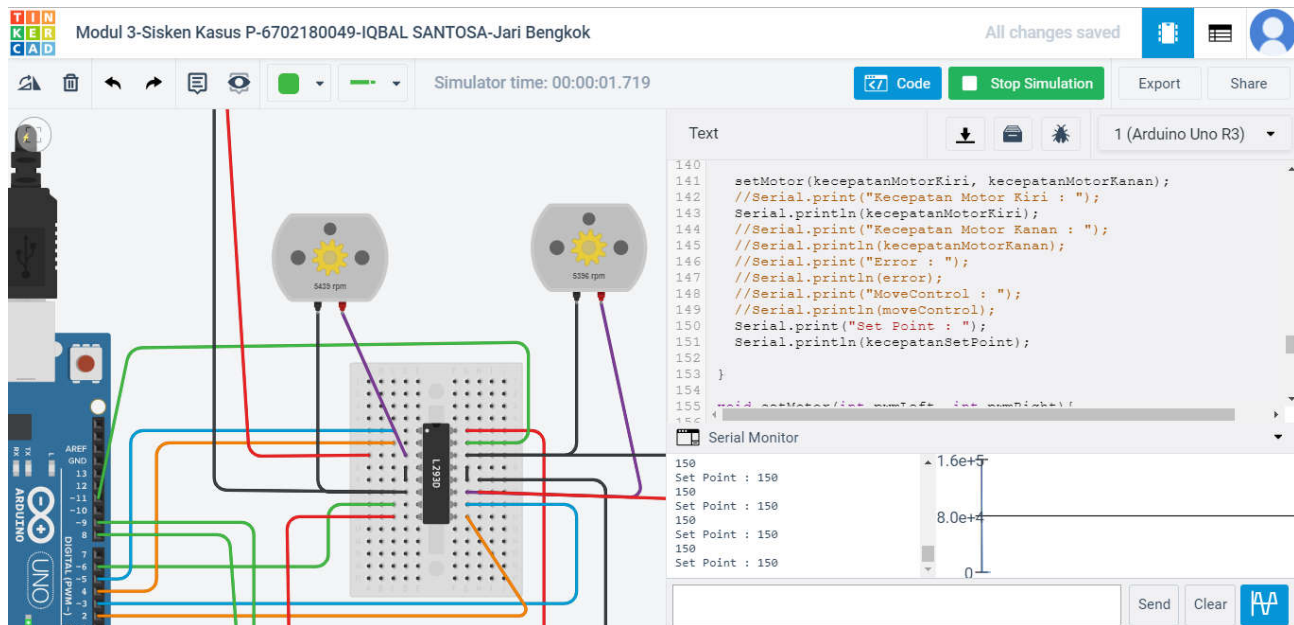 TIN
KER
CAD
Modul 3-Sisken Kasus P-6702180049-IQBAL SANTOSA-Jari Bengkok
All changes saved
Simulator time: 00:00:01.719
Code
Stop Simulation
Export
Share
Text
1 (Arduino Uno R3)
140
141 setMotor(kecepatanMotorKiri, kecepatanMotorKanan);
142 //Serial.print("Kecepatan Motor Kiri : ");
143 Serial.println(kecepatanMotorKiri);
144 //Serial.print("Kecepatan Motor Kanan : ");
145 //Serial.println(kecepatanMotorKanan);
146 //Serial.print("Error : ");
147 //Serial.println(error);
148 //Serial.print("MoveControl : ");
149 //Serial.println(moveControl);
150 Serial.print("Set Point : ");
151 Serial.println(kecepatanSetPoint);
152
153 }
154
155 void setMotor(int pwmLeft, int pwmRight){
Serial Monitor
150
Set Point : 150
150
Set Point : 150
150
Set Point : 150
150
Set Point : 150
1.6e+5
8.0e+4
0
Send
Clear
5439 rpm
5396 rpm
L293D
AREF
GND
13
12
~11
~10
~9
8
7
~6
~5
4
~3
2
DIGITAL (PWM~)
L
TX
RX
ARDUINO
UNO